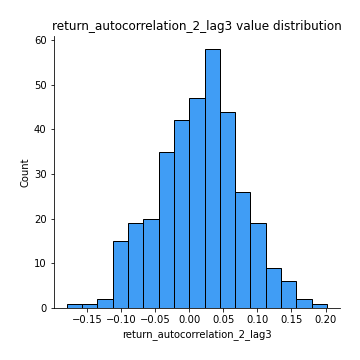 return_autocorrelation_2_lag3 value distribution
60
50
40
30
20
10
0
Count
−0.15 −0.10 −0.05 0.00 0.05 0.10 0.15 0.20
return_autocorrelation_2_lag3